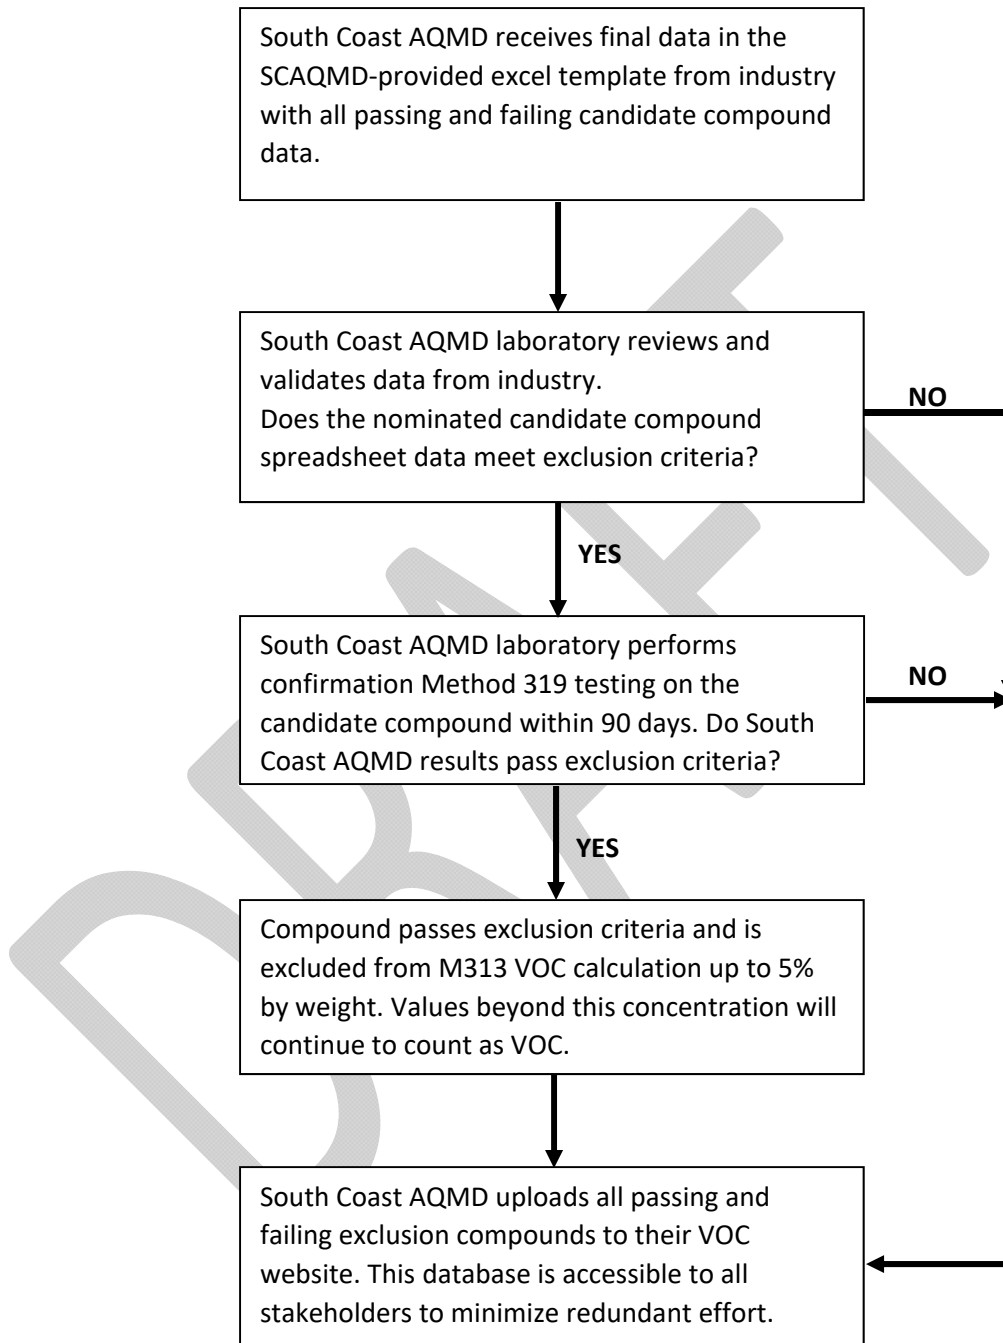 South Coast AQMD receives final data in the
SCAQMD-provided excel template from industry
with all passing and failing candidate compound
data.
South Coast AQMD laboratory reviews and
validates data from industry.
Does the nominated candidate compound
spreadsheet data meet exclusion criteria?
NO
YES
South Coast AQMD laboratory performs
confirmation Method 319 testing on the
candidate compound within 90 days. Do South
Coast AQMD results pass exclusion criteria?
NO
YES
Compound passes exclusion criteria and is
excluded from M313 VOC calculation up to 5%
by weight. Values beyond this concentration will
continue to count as VOC.
South Coast AQMD uploads all passing and
failing exclusion compounds to their VOC
website. This database is accessible to all
stakeholders to minimize redundant effort.
DRAFT